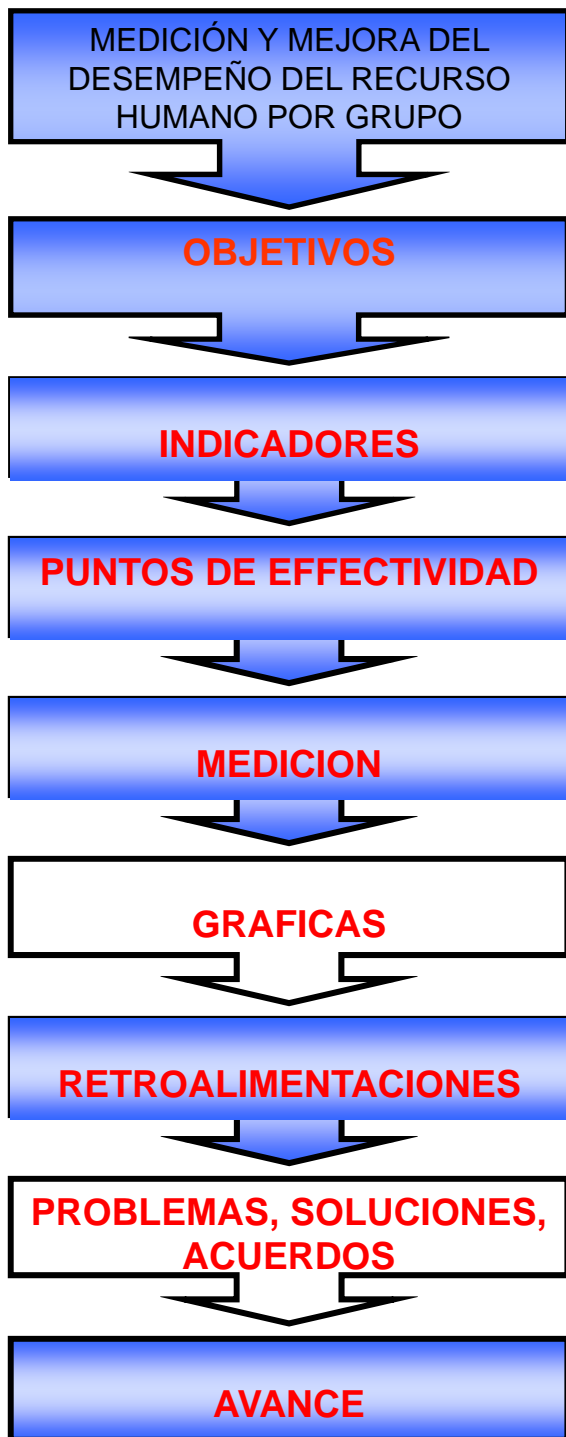 MEDICIÓN Y MEJORA DEL
DESEMPEÑO DEL RECURSO
HUMANO POR GRUPO
OBJETIVOS
INDICADORES
PUNTOS DE EFFECTIVIDAD
MEDICION
GRAFICAS
RETROALIMENTACIONES
PROBLEMAS, SOLUCIONES,
ACUERDOS
AVANCE